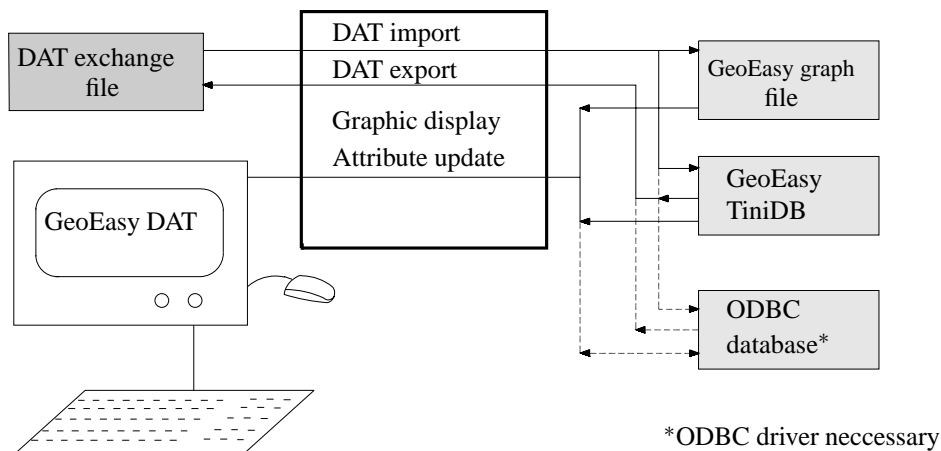 DAT exchange
file
DAT import
DAT export
Graphic display
Attribute update
GeoEasy graph
file
GeoEasy DAT
GeoEasy
TiniDB
ODBC
database*
*ODBC driver neccessary